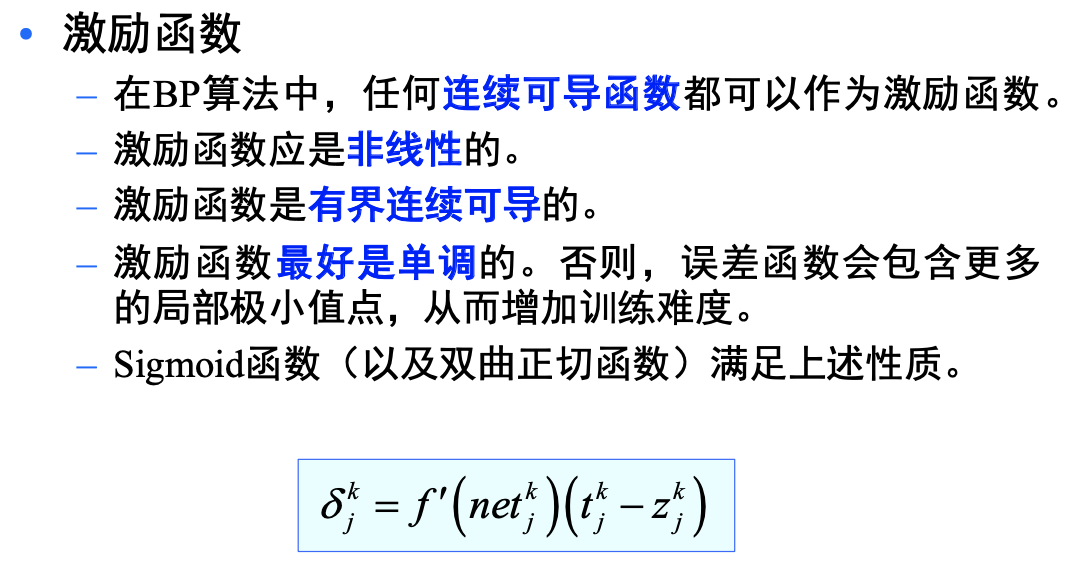 • 激励函数
– 在BP算法中，任何连续可导函数都可以作为激励函数。
– 激励函数应是非线性的。
– 激励函数是有界连续可导的。
– 激励函数最好是单调的。否则，误差函数会包含更多
的局部极小值点，从而增加训练难度。
– Sigmoid函数（以及双曲正切函数）满足上述性质。
δ_j^k = f′(net_j^k)(t_j^k − z_j^k)